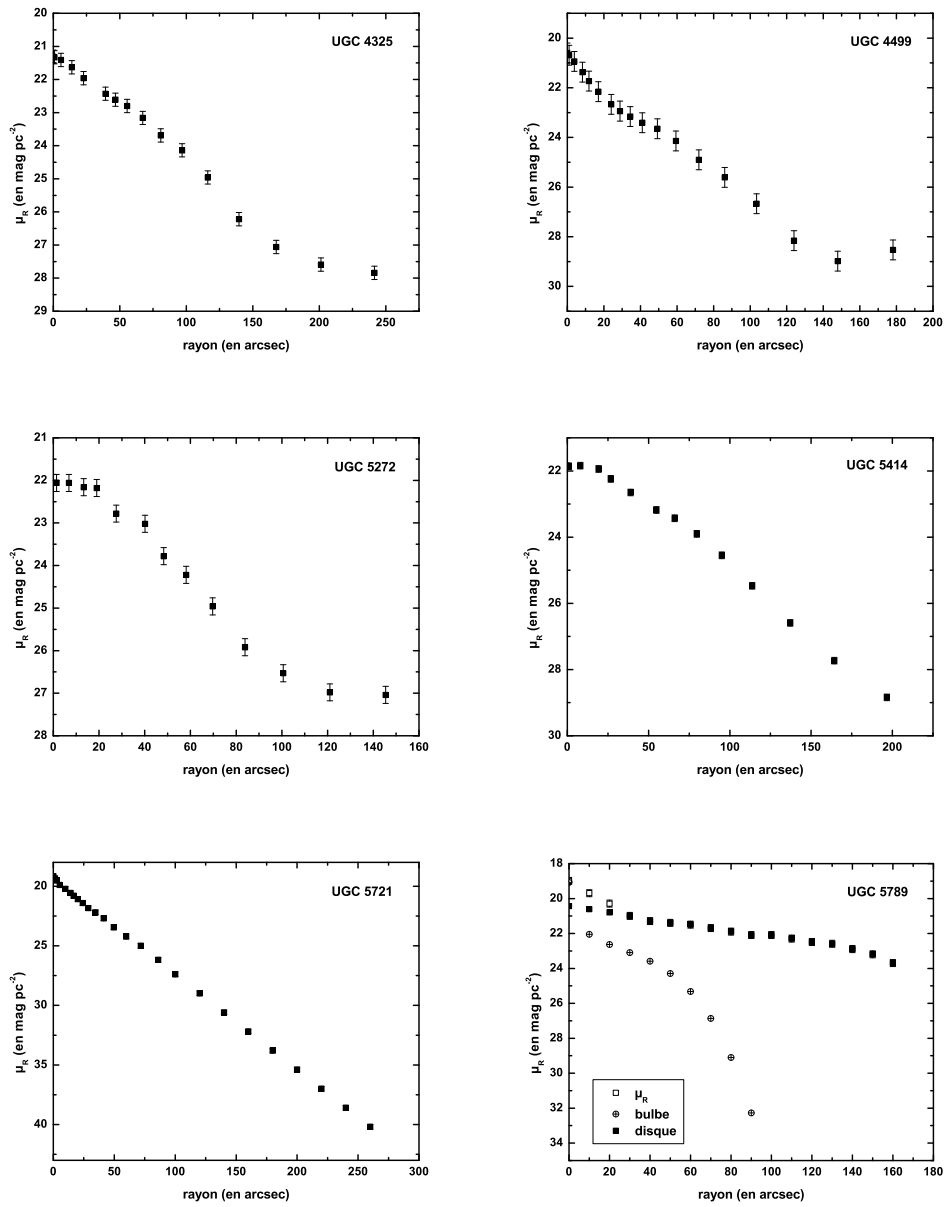 UGC 4325
20
21
22
23
24
25
26
27
28
29
0 50 100 150 200 250
µR (en mag pc-2)
rayon (en arcsec)
UGC 4499
20
22
24
26
28
30
0 20 40 60 80 100 120 140 160 180 200
µR (en mag pc-2)
rayon (en arcsec)
UGC 5272
21
22
23
24
25
26
27
28
0 20 40 60 80 100 120 140 160
µR (en mag pc-2)
rayon (en arcsec)
UGC 5414
22
24
26
28
30
0 50 100 150 200
µR (en mag pc-2)
rayon (en arcsec)
UGC 5721
20
25
30
35
40
0 50 100 150 200 250 300
µR (en mag pc-2)
rayon (en arcsec)
UGC 5789
18
20
22
24
26
28
30
32
34
0 20 40 60 80 100 120 140 160 180
µR (en mag pc-2)
rayon (en arcsec)
µR
bulbe
disque